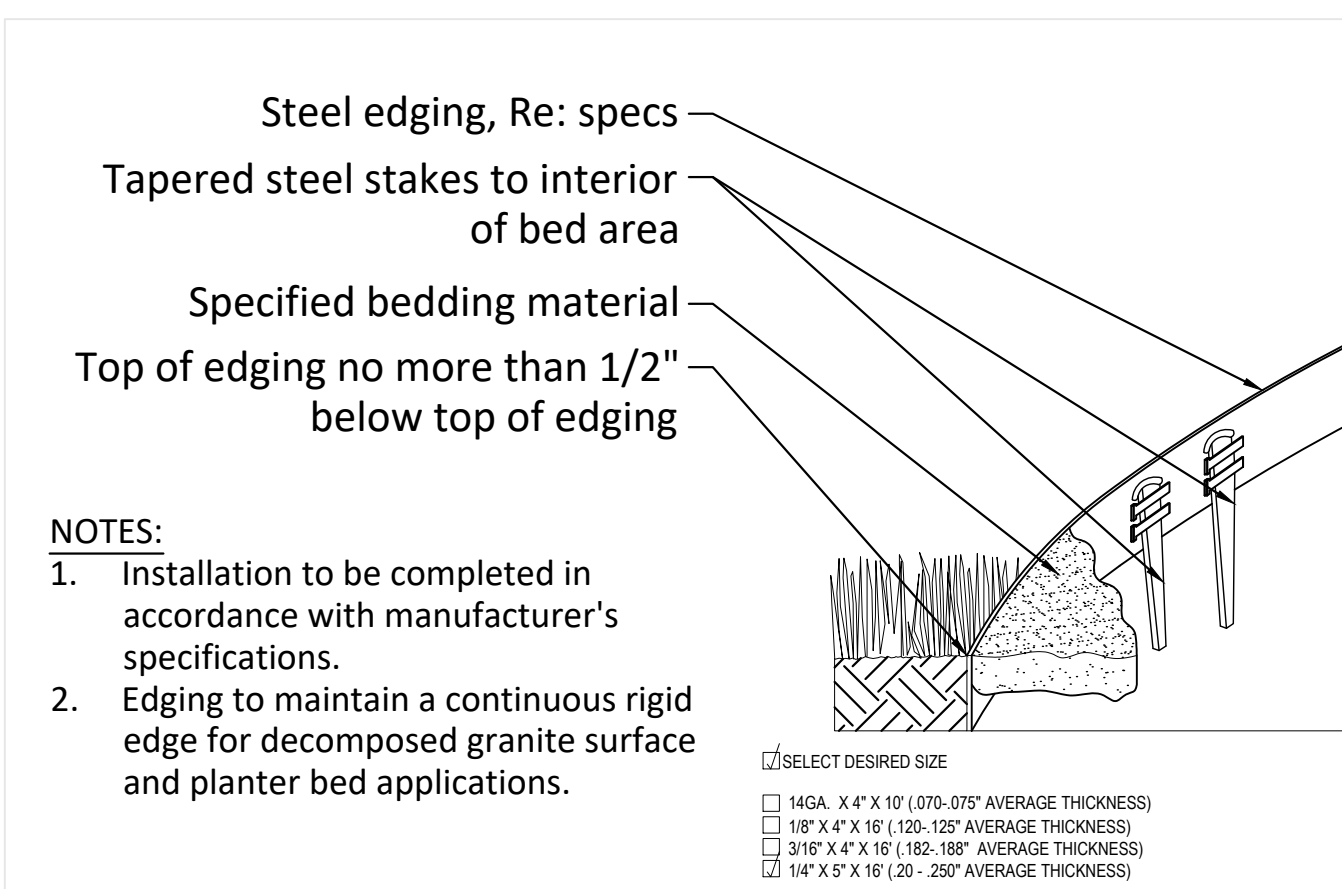 Steel edging, Re: specs
Tapered steel stakes to interior
of bed area
Specified bedding material
Top of edging no more than 1/2"
below top of edging
NOTES:
1. Installation to be completed in
accordance with manufacturer's
specifications.
2. Edging to maintain a continuous rigid
edge for decomposed granite surface
and planter bed applications.
SELECT DESIRED SIZE
14GA. X 4" X 10' (.070-.075" AVERAGE THICKNESS)
1/8" X 4" X 16' (.120-.125" AVERAGE THICKNESS)
3/16" X 4" X 16' (.182-.188" AVERAGE THICKNESS)
1/4" X 5" X 16' (.20 - .250" AVERAGE THICKNESS)